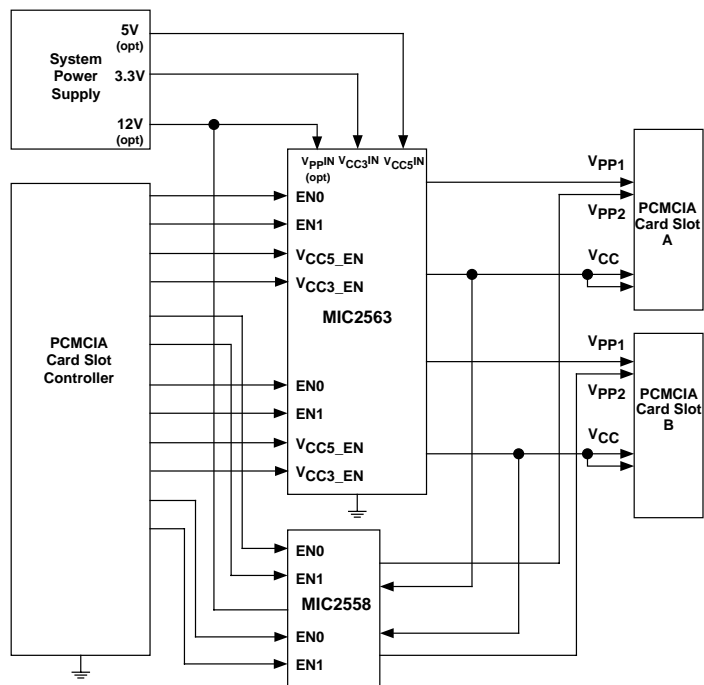 System
Power
Supply
5V
(opt)
3.3V
12V
(opt)
VPPIN
(opt)
VCC3IN
VCC5IN
EN0
EN1
VCC5_EN
VCC3_EN
MIC2563
EN0
EN1
VCC5_EN
VCC3_EN
PCMCIA
Card Slot
Controller
VPP1
VPP2
VCC
PCMCIA
Card Slot
A
VPP1
VPP2
VCC
PCMCIA
Card Slot
B
EN0
EN1
MIC2558
EN0
EN1